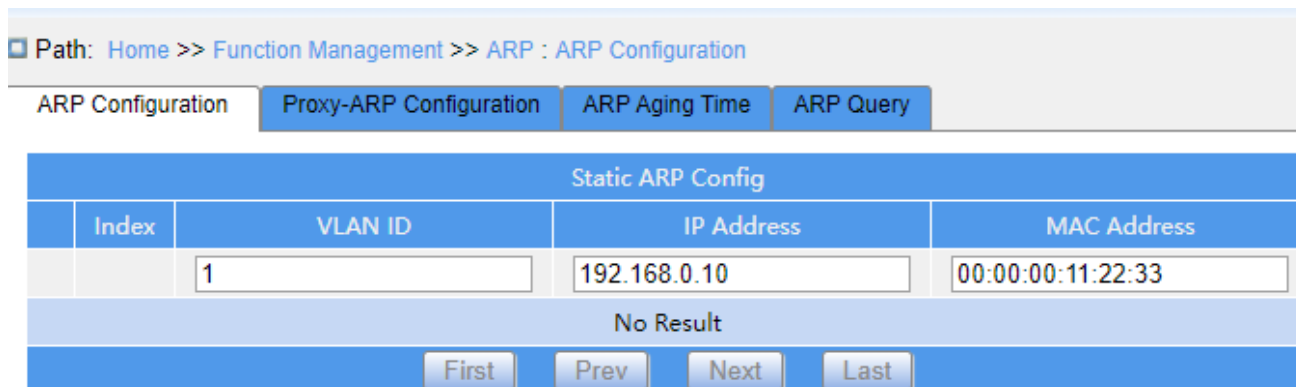 Path: Home >> Function Management >> ARP : ARP Configuration
ARP Configuration Proxy-ARP Configuration ARP Aging Time ARP Query
Static ARP Config
Index VLAN ID IP Address MAC Address
1 192.168.0.10 00:00:00:11:22:33
No Result
First Prev Next Last